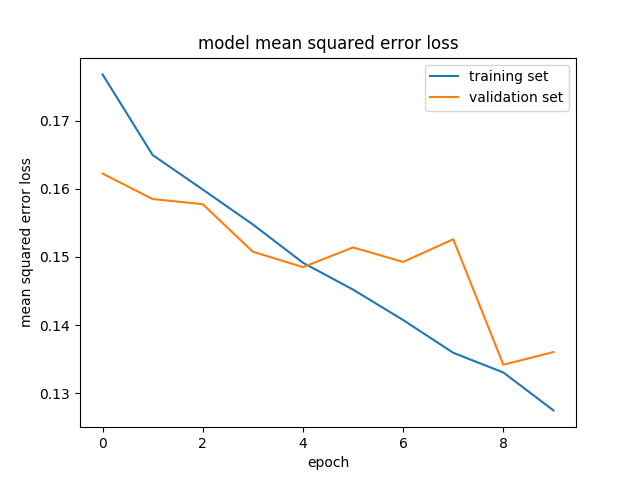 model mean squared error loss
training set
validation set
0.17
0.16
0.15
0.14
0.13
mean squared error loss
0 2 4 6 8
epoch